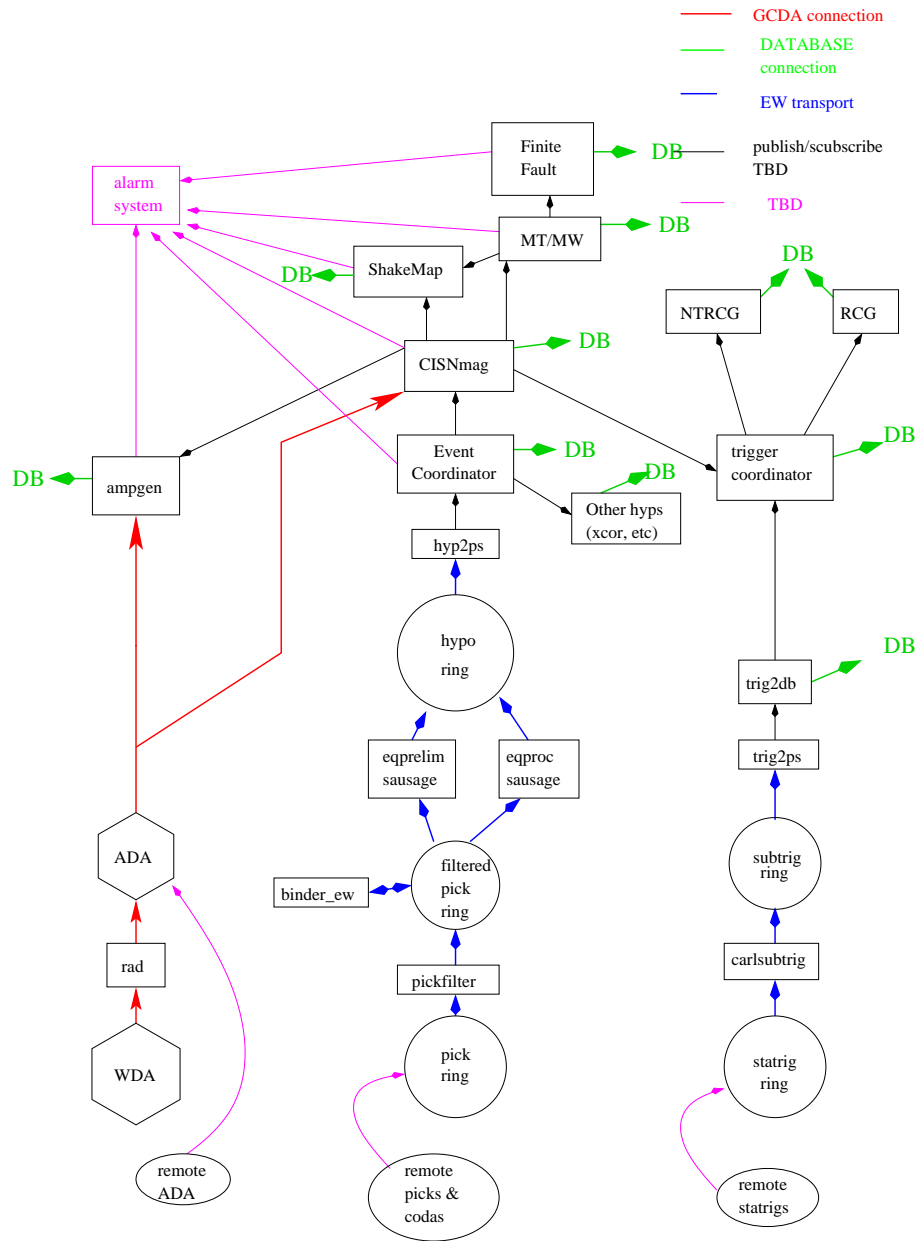 GCDA connection
DATABASE
connection
EW transport
publish/scubscribe
TBD
TBD
Finite
Fault
DB
alarm
system
MT/MW
DB
ShakeMap
DB
DB
NTRCG
RCG
CISNmag
DB
Event
Coordinator
DB
trigger
coordinator
DB
DB
ampgen
DB
Other hyps
(xcor, etc)
hyp2ps
hypo
ring
trig2db
DB
eqprelim
sausage
eqproc
sausage
trig2ps
ADA
binder_ew
filtered
pick
ring
subtrig
ring
rad
pickfilter
carlsubtrig
WDA
pick
ring
statrig
ring
remote
ADA
remote
picks &
codas
remote
statrigs